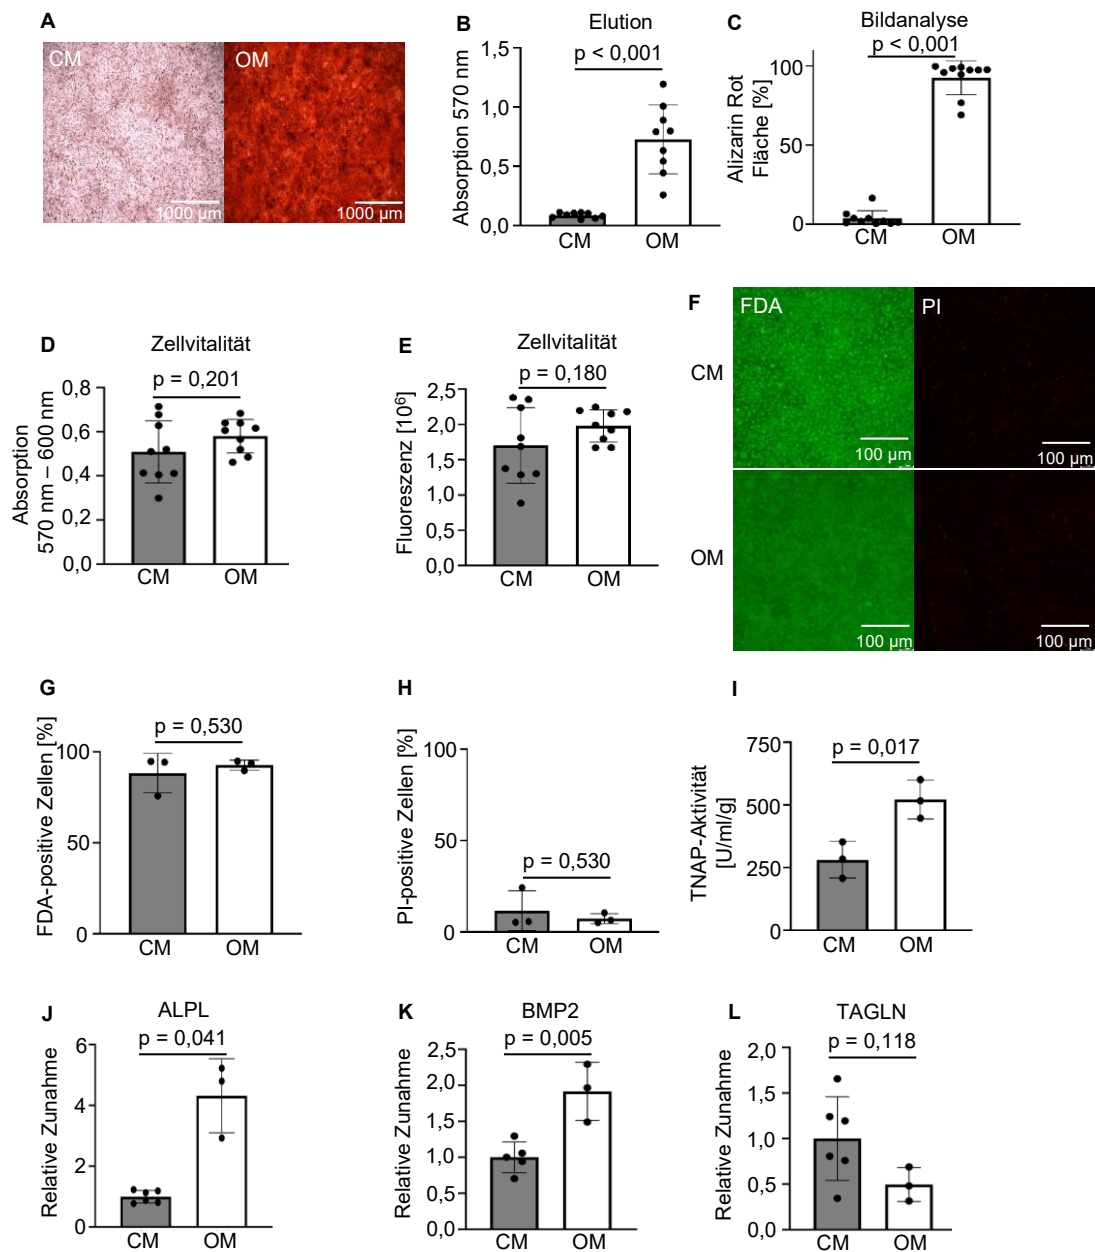 A
CM
OM
1000 µm
1000 µm
B
Elution
p < 0,001
Absorption 570 nm
1,5
1,0
0,5
0,0
CM
OM
C
Bildanalyse
p < 0,001
Alizarin Rot
Fläche [%]
100
50
0
CM
OM
D
Zellvitalität
p = 0,201
Absorption
570 nm – 600 nm
0,8
0,6
0,4
0,2
0,0
CM
OM
E
Zellvitalität
p = 0,180
Fluoreszenz [10⁶]
2,5
2,0
1,5
1,0
0,5
0,0
CM
OM
F
FDA
PI
CM
100 µm
100 µm
OM
100 µm
100 µm
G
p = 0,530
FDA-positive Zellen [%]
100
50
0
CM
OM
H
PI-positive Zellen [%]
100
50
0
p = 0,530
CM
OM
I
p = 0,017
TNAP-Aktivität
[U/ml/g]
750
500
250
0
CM
OM
J
ALPL
p = 0,041
Relative Zunahme
6
4
2
0
CM
OM
K
BMP2
p = 0,005
Relative Zunahme
2,5
2,0
1,5
1,0
0,5
0,0
CM
OM
L
TAGLN
p = 0,118
Relative Zunahme
2,0
1,5
1,0
0,5
0,0
CM
OM